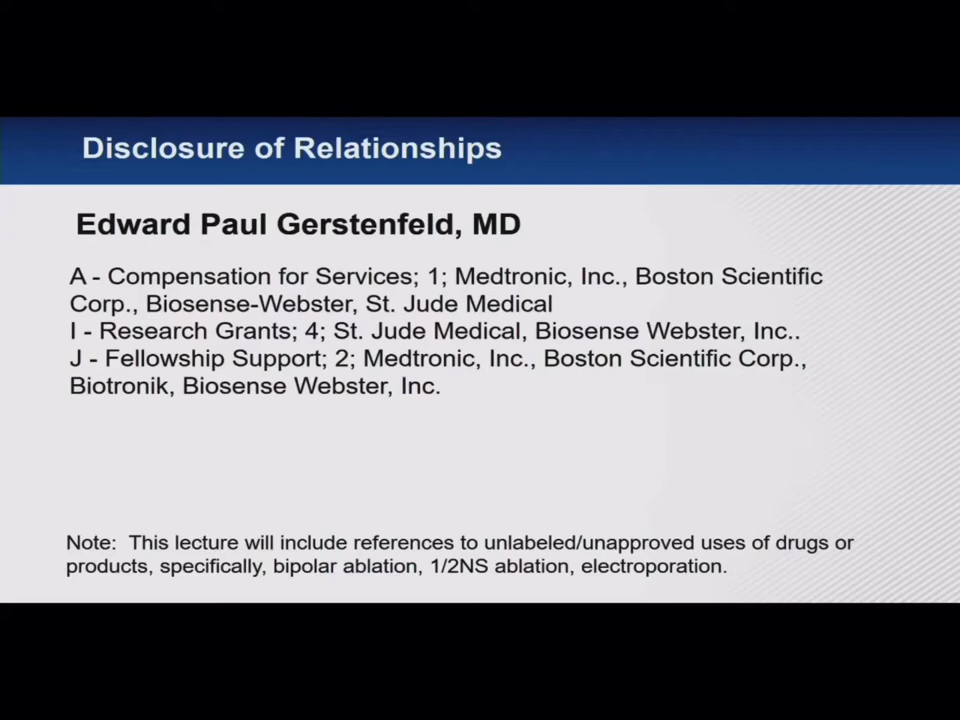 Disclosure of Relationships
Edward Paul Gerstenfeld, MD
A - Compensation for Services; 1; Medtronic, Inc., Boston Scientific
Corp., Biosense-Webster, St. Jude Medical
I - Research Grants; 4; St. Jude Medical, Biosense Webster, Inc..
J - Fellowship Support; 2; Medtronic, Inc., Boston Scientific Corp.,
Biotronik, Biosense Webster, Inc.
Note:  This lecture will include references to unlabeled/unapproved uses of drugs or
products, specifically, bipolar ablation, 1/2NS ablation, electroporation.